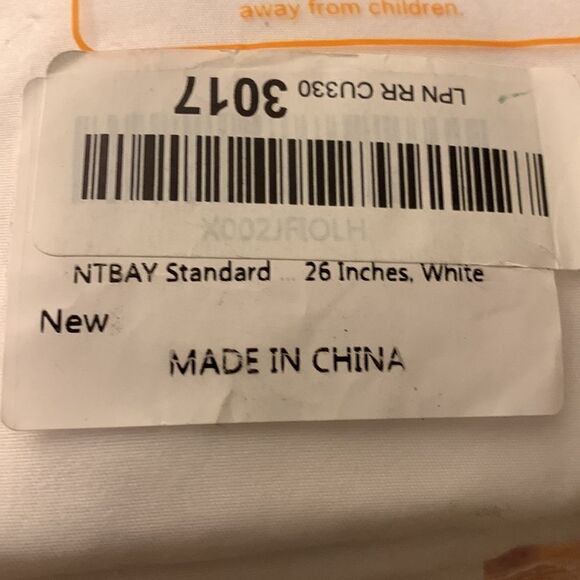 away from children.
LPN RR CU330 3017
NTBAY Standard ... 26 Inches, White
New
MADE IN CHINA